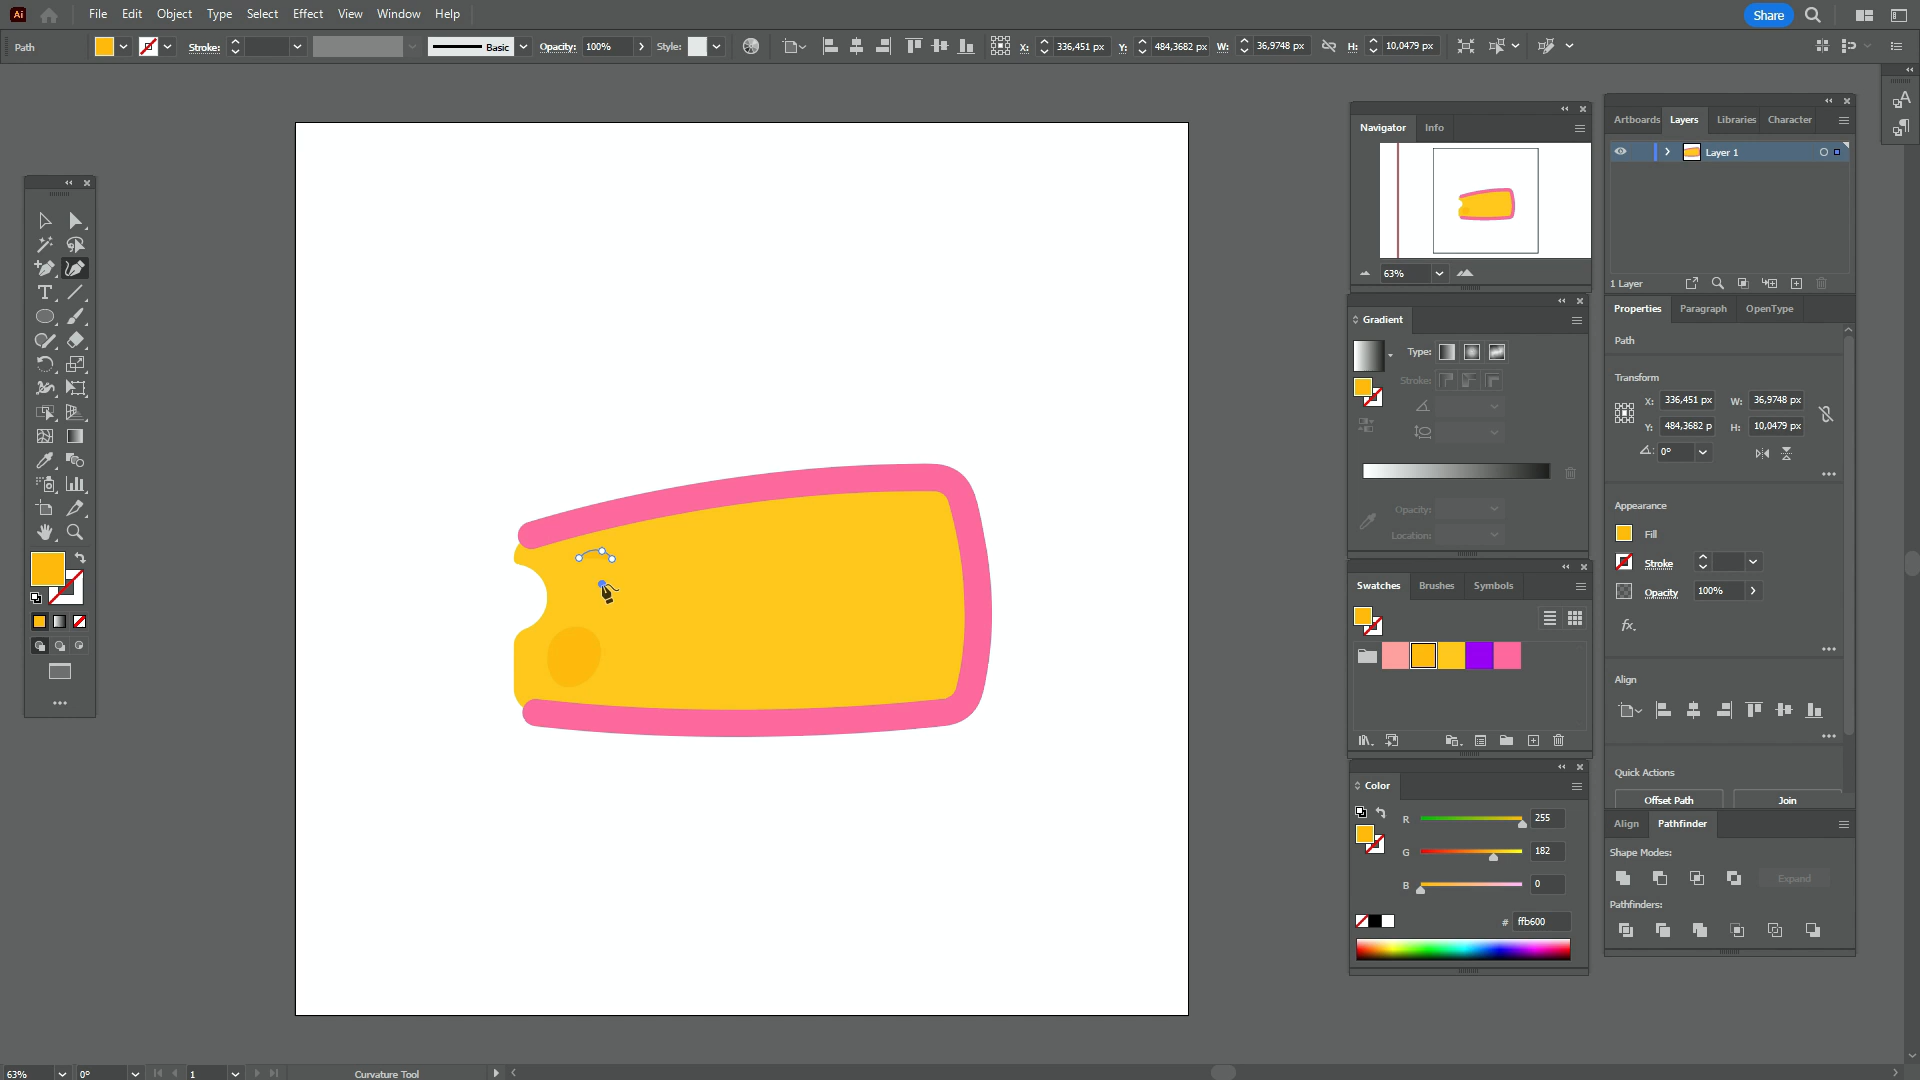 Ai File Edit Object Type Select Effect View Window Help Share
Path Stroke: Basic Opacity: 100% Style: X: 336,451 px Y: 484,3682 px W: 36,9748 px H: 10,0479 px
Navigator Info
63%
Gradient
Type:
Stroke:
Opacity:
Location:
Swatches Brushes Symbols
Color
R 255
G 182
B 0
# ffb600
Artboards Layers Libraries Character
Layer 1
1 Layer
Properties Paragraph OpenType
Path
Transform
X: 336,451 px W: 36,9748 px
Y: 484,3682 p H: 10,0479 px
0°
Appearance
Fill
Stroke
Opacity 100%
fx.
Align
Quick Actions
Offset Path Join
Align Pathfinder
Shape Modes:
Expand
Pathfinders:
63% 0° 1 Curvature Tool